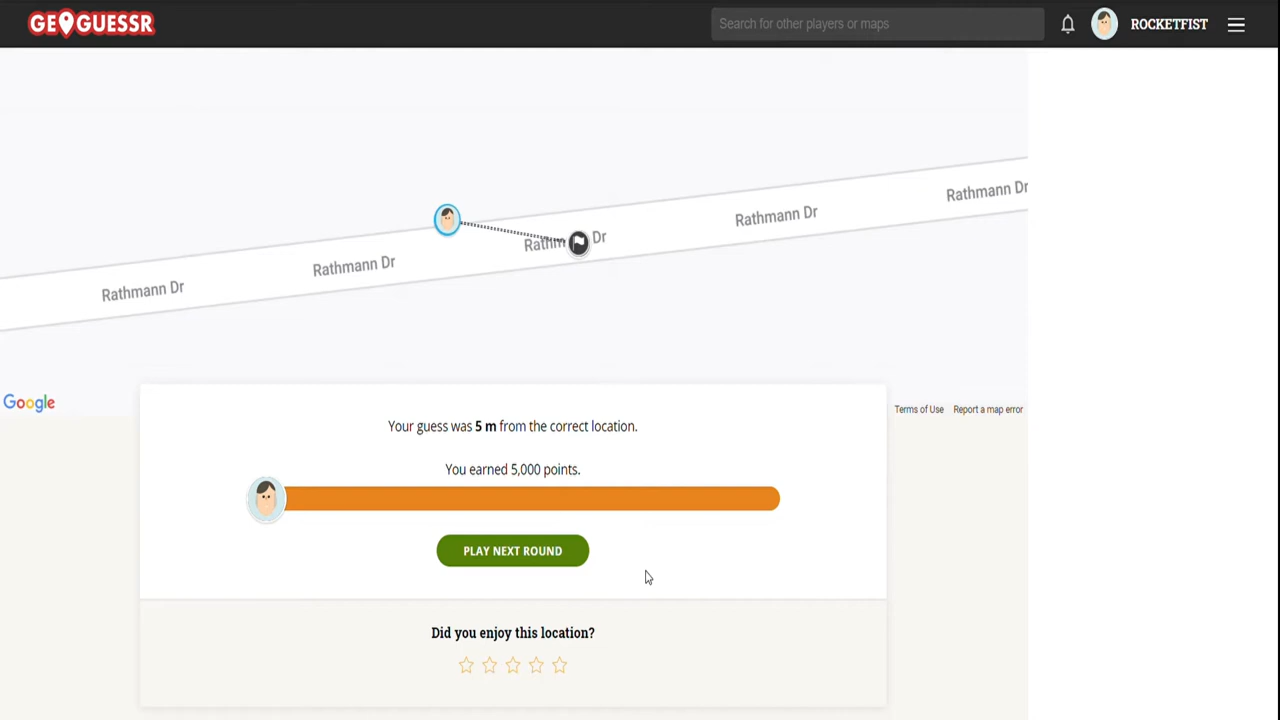 GEOGUESSR
Search for other players or maps
ROCKETFIST
Rathmann Dr
Rathmann Dr
Rathmann Dr
Rathm Dr
Rathmann Dr
Google
Terms of Use
Report a map error
Your guess was 5 m from the correct location.
You earned 5,000 points.
PLAY NEXT ROUND
Did you enjoy this location?